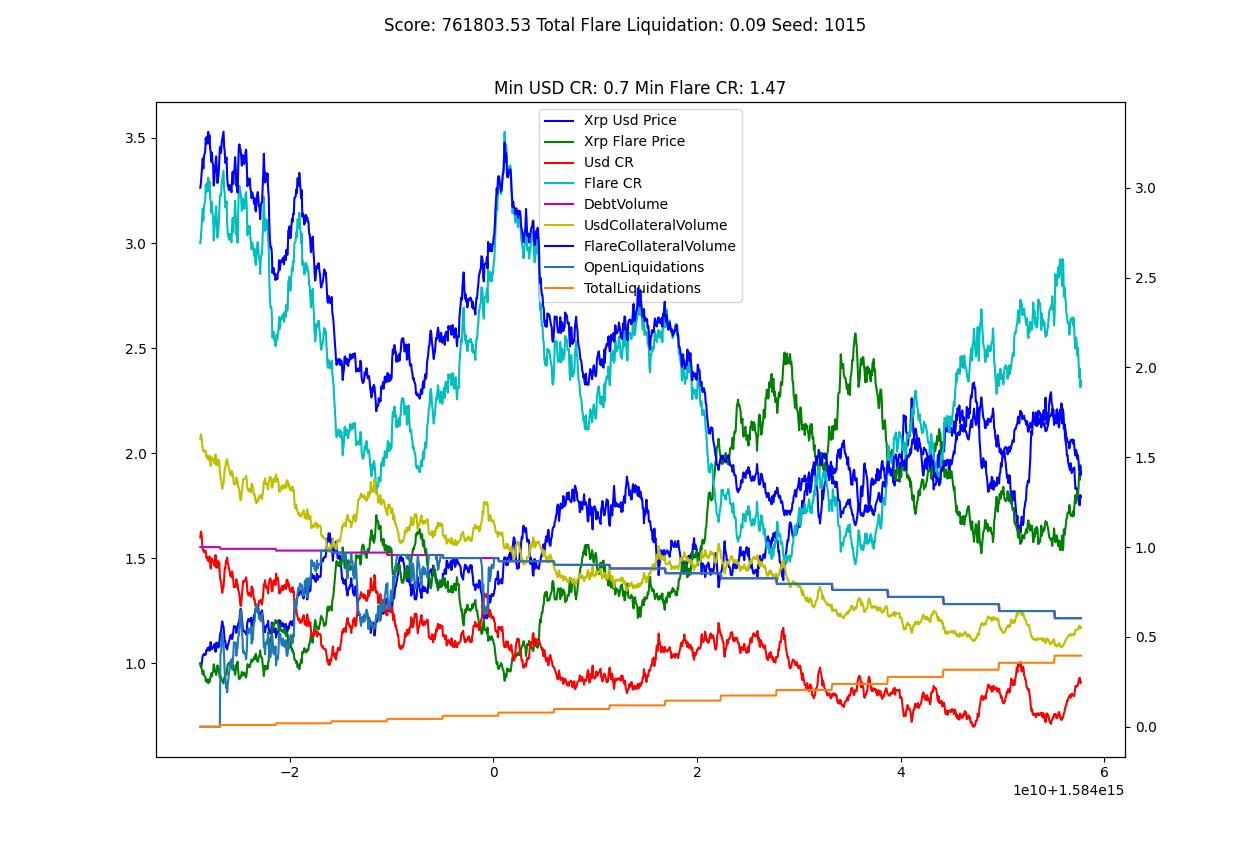 Score: 761803.53 Total Flare Liquidation: 0.09 Seed: 1015
Min USD CR: 0.7 Min Flare CR: 1.47
Xrp Usd Price
Xrp Flare Price
Usd CR
Flare CR
DebtVolume
UsdCollateralVolume
FlareCollateralVolume
OpenLiquidations
TotalLiquidations
3.5
3.0
2.5
2.0
1.5
1.0
3.0
2.5
2.0
1.5
1.0
0.5
0.0
−2
0
2
4
6
1e10+1.584e15